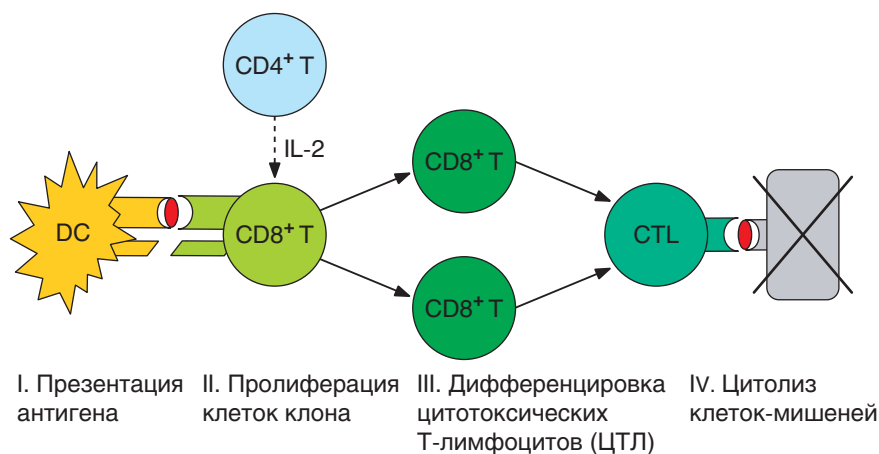 CD4⁺ T
IL-2
DC
CD8⁺ T
CD8⁺ T
CD8⁺ T
CTL
I. Презентация
антигена
II. Пролиферация
клеток клона
III. Дифференцировка
цитотоксических
Т-лимфоцитов (ЦТЛ)
IV. Цитолиз
клеток-мишеней